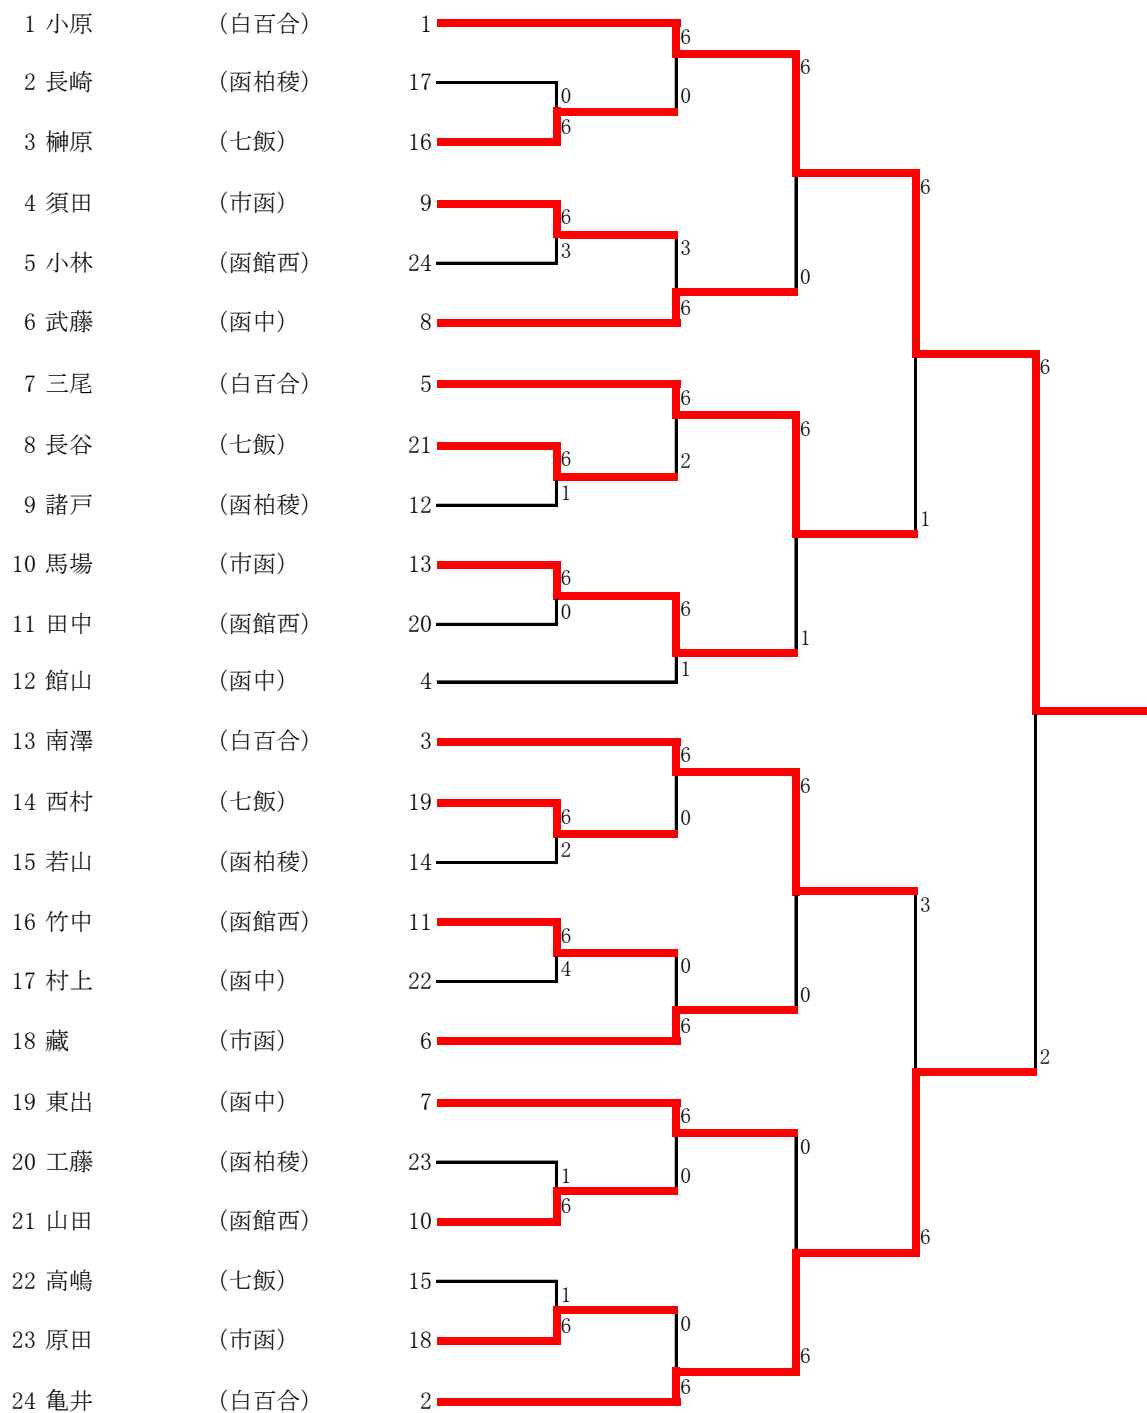 1 小原 (白百合) 1
6
6
2 長崎 (函柏稜) 17
0 0
6
3 榊原 (七飯) 16
6
4 須田 (市函) 9
6
3 3
5 小林 (函館西) 24
0
6
6 武藤 (函中) 8
6
7 三尾 (白百合) 5
6
6
8 長谷 (七飯) 21
6 2
1
9 諸戸 (函柏稜) 12
1
10 馬場 (市函) 13
6
0 6
11 田中 (函館西) 20
1
1
12 館山 (函中) 4
13 南澤 (白百合) 3
6
6
14 西村 (七飯) 19
6 0
2
15 若山 (函柏稜) 14
3
16 竹中 (函館西) 11
6
4 0
17 村上 (函中) 22
0
6
18 藏 (市函) 6
2
19 東出 (函中) 7
6
0
20 工藤 (函柏稜) 23
1 0
6
21 山田 (函館西) 10
6
22 高嶋 (七飯) 15
1
6 0
23 原田 (市函) 18
6
6
24 亀井 (白百合) 2